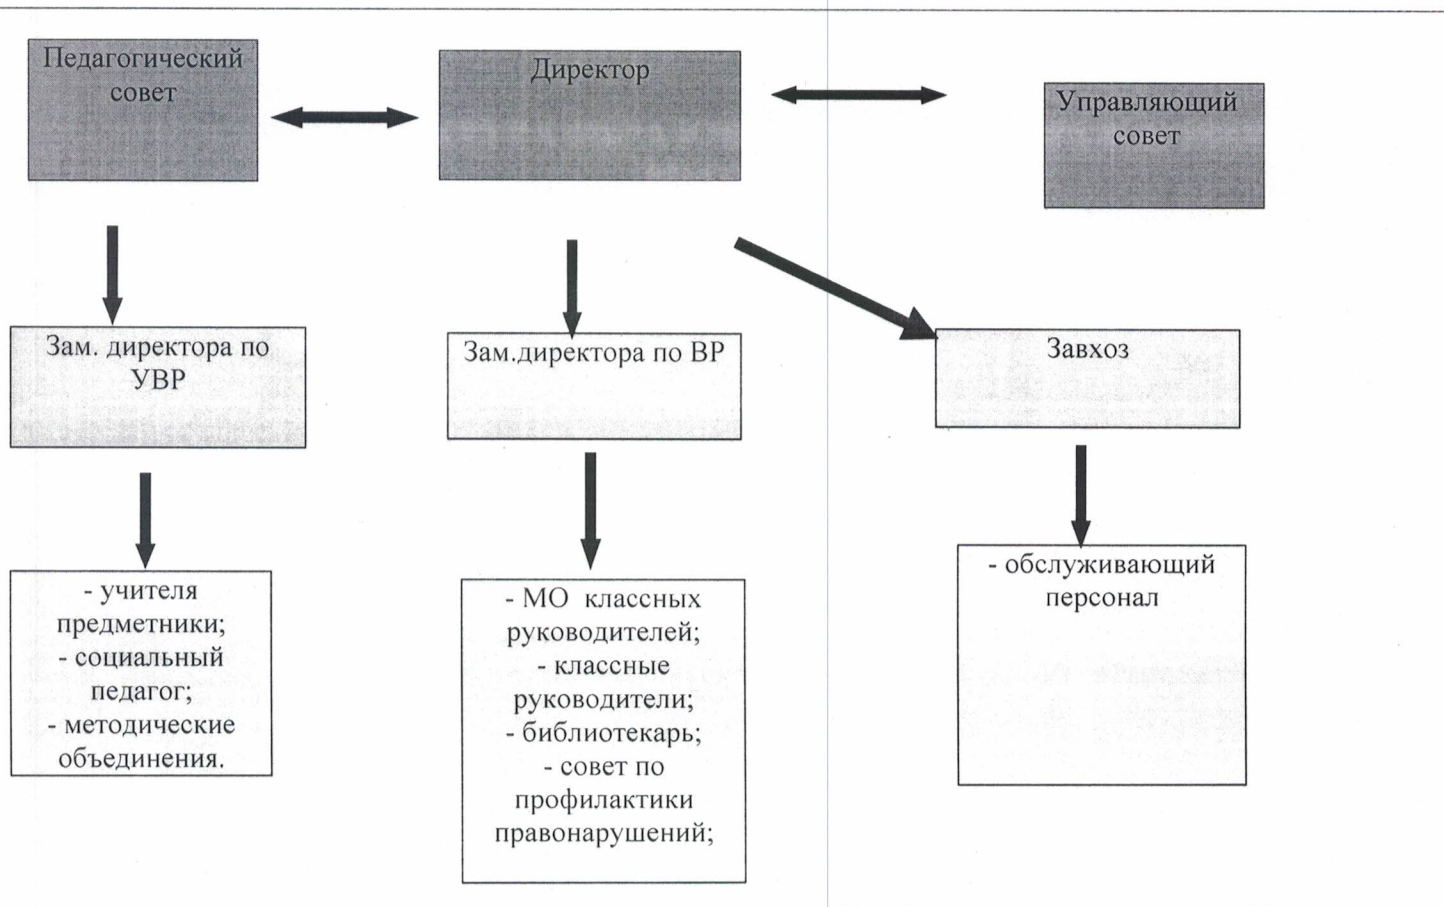 Педагогический
совет
Директор
Управляющий
совет
Зам. директора по
УВР
Зам.директора по ВР
Завхоз
- учителя
предметники;
- социальный
педагог;
- методические
объединения.
- МО классных
руководителей;
- классные
руководители;
- библиотекарь;
- совет по
профилактики
правонарушений;
- обслуживающий
персонал